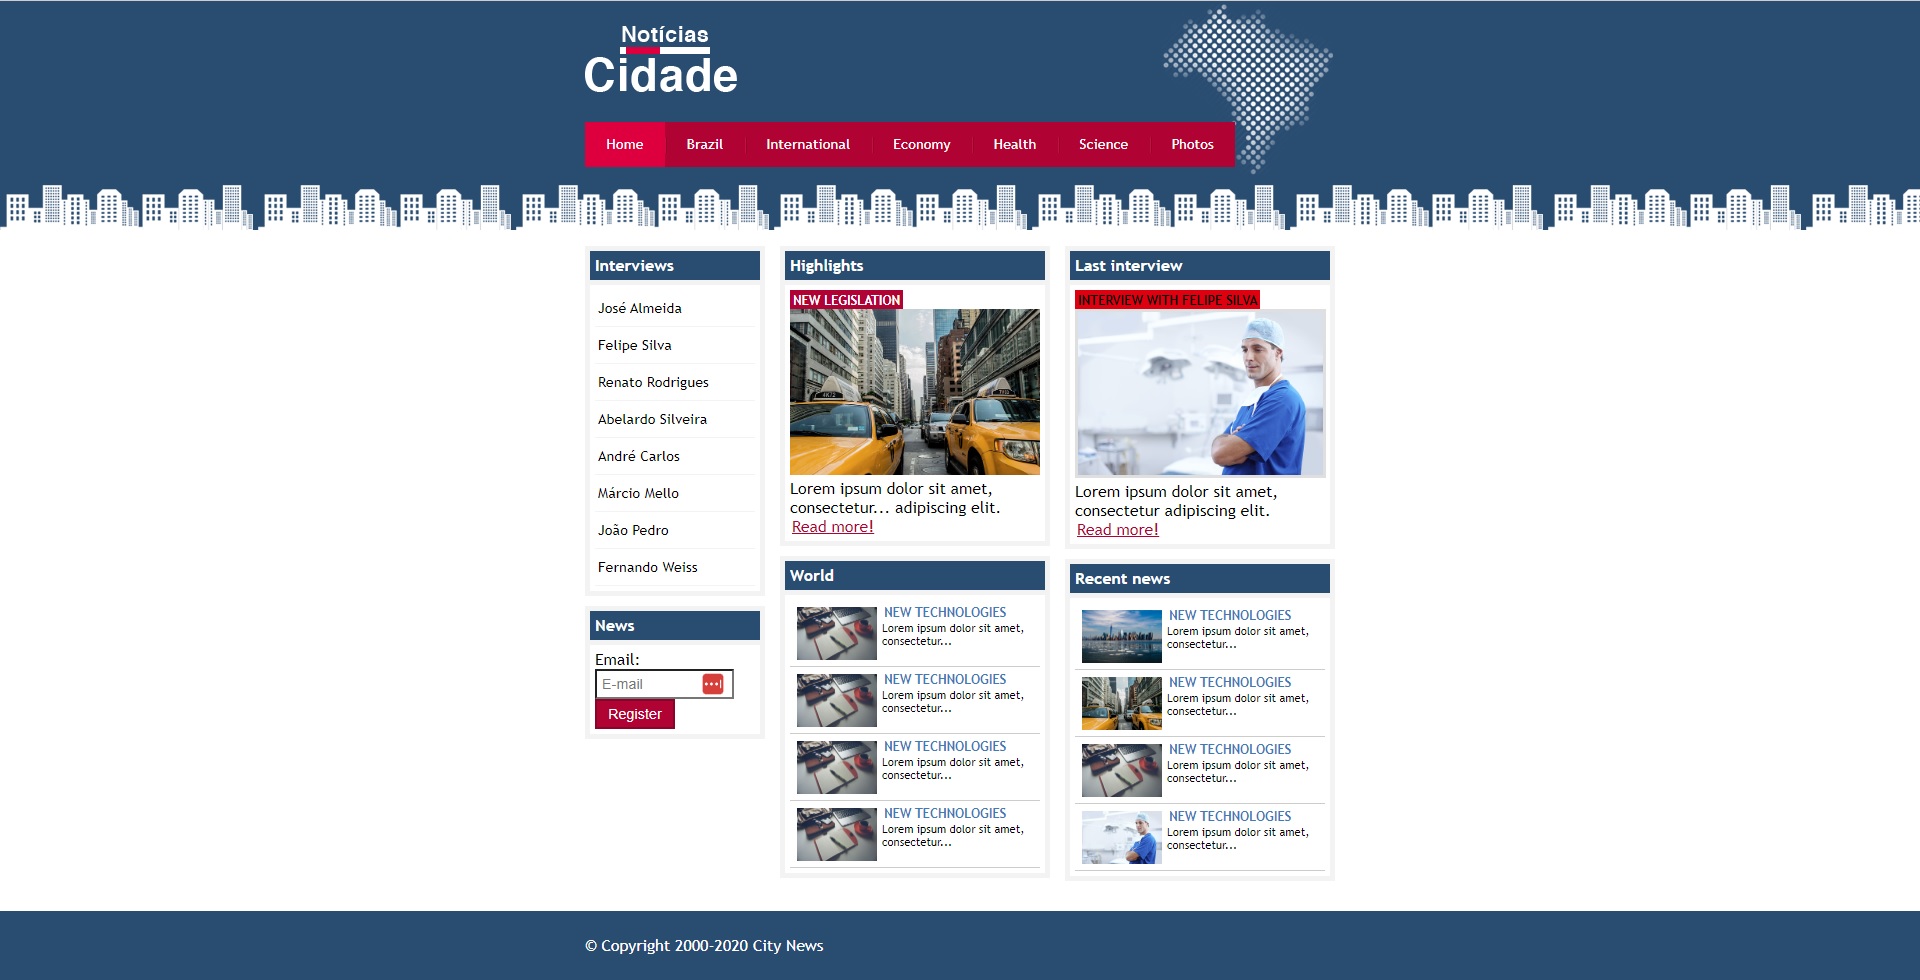 Notícias
Cidade
Home Brazil International Economy Health Science Photos
Interviews
José Almeida
Felipe Silva
Renato Rodrigues
Abelardo Silveira
André Carlos
Márcio Mello
João Pedro
Fernando Weiss
News
Email:
E-mail
Register
Highlights
NEW LEGISLATION
Lorem ipsum dolor sit amet,
consectetur... adipiscing elit.
Read more!
World
NEW TECHNOLOGIES
Lorem ipsum dolor sit amet,
consectetur...
NEW TECHNOLOGIES
Lorem ipsum dolor sit amet,
consectetur...
NEW TECHNOLOGIES
Lorem ipsum dolor sit amet,
consectetur...
NEW TECHNOLOGIES
Lorem ipsum dolor sit amet,
consectetur...
Last interview
INTERVIEW WITH FELIPE SILVA
Lorem ipsum dolor sit amet,
consectetur adipiscing elit.
Read more!
Recent news
NEW TECHNOLOGIES
Lorem ipsum dolor sit amet,
consectetur...
NEW TECHNOLOGIES
Lorem ipsum dolor sit amet,
consectetur...
NEW TECHNOLOGIES
Lorem ipsum dolor sit amet,
consectetur...
NEW TECHNOLOGIES
Lorem ipsum dolor sit amet,
consectetur...
© Copyright 2000-2020 City News